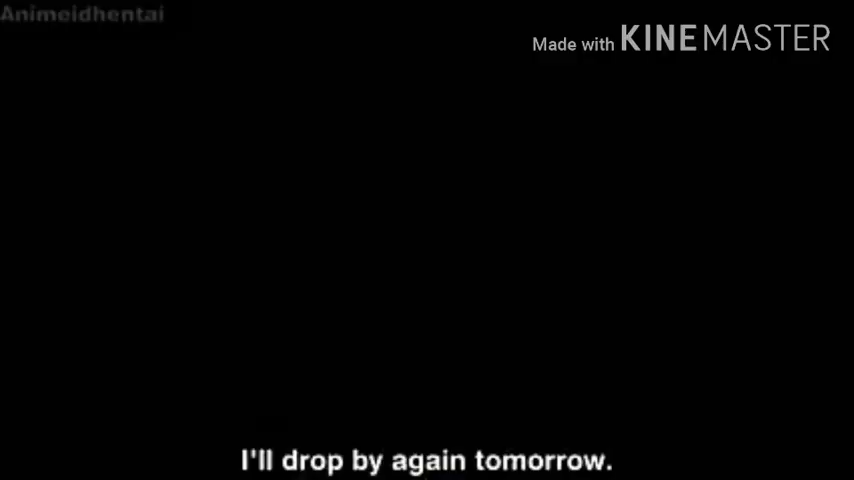 Animeidhentai
Made with KINEMASTER
I'll drop by again tomorrow.